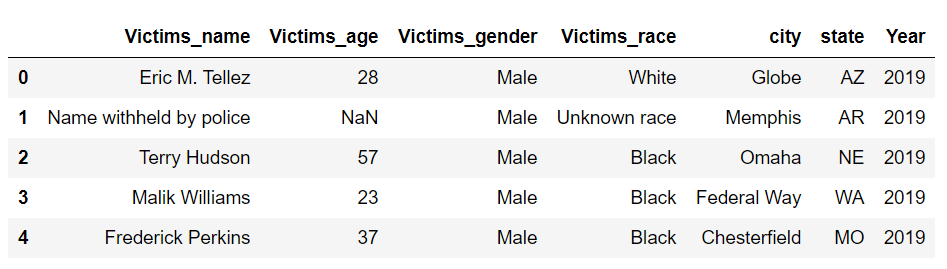 Victims_name Victims_age Victims_gender Victims_race city state Year
0 Eric M. Tellez 28 Male White Globe AZ 2019
1 Name withheld by police NaN Male Unknown race Memphis AR 2019
2 Terry Hudson 57 Male Black Omaha NE 2019
3 Malik Williams 23 Male Black Federal Way WA 2019
4 Frederick Perkins 37 Male Black Chesterfield MO 2019